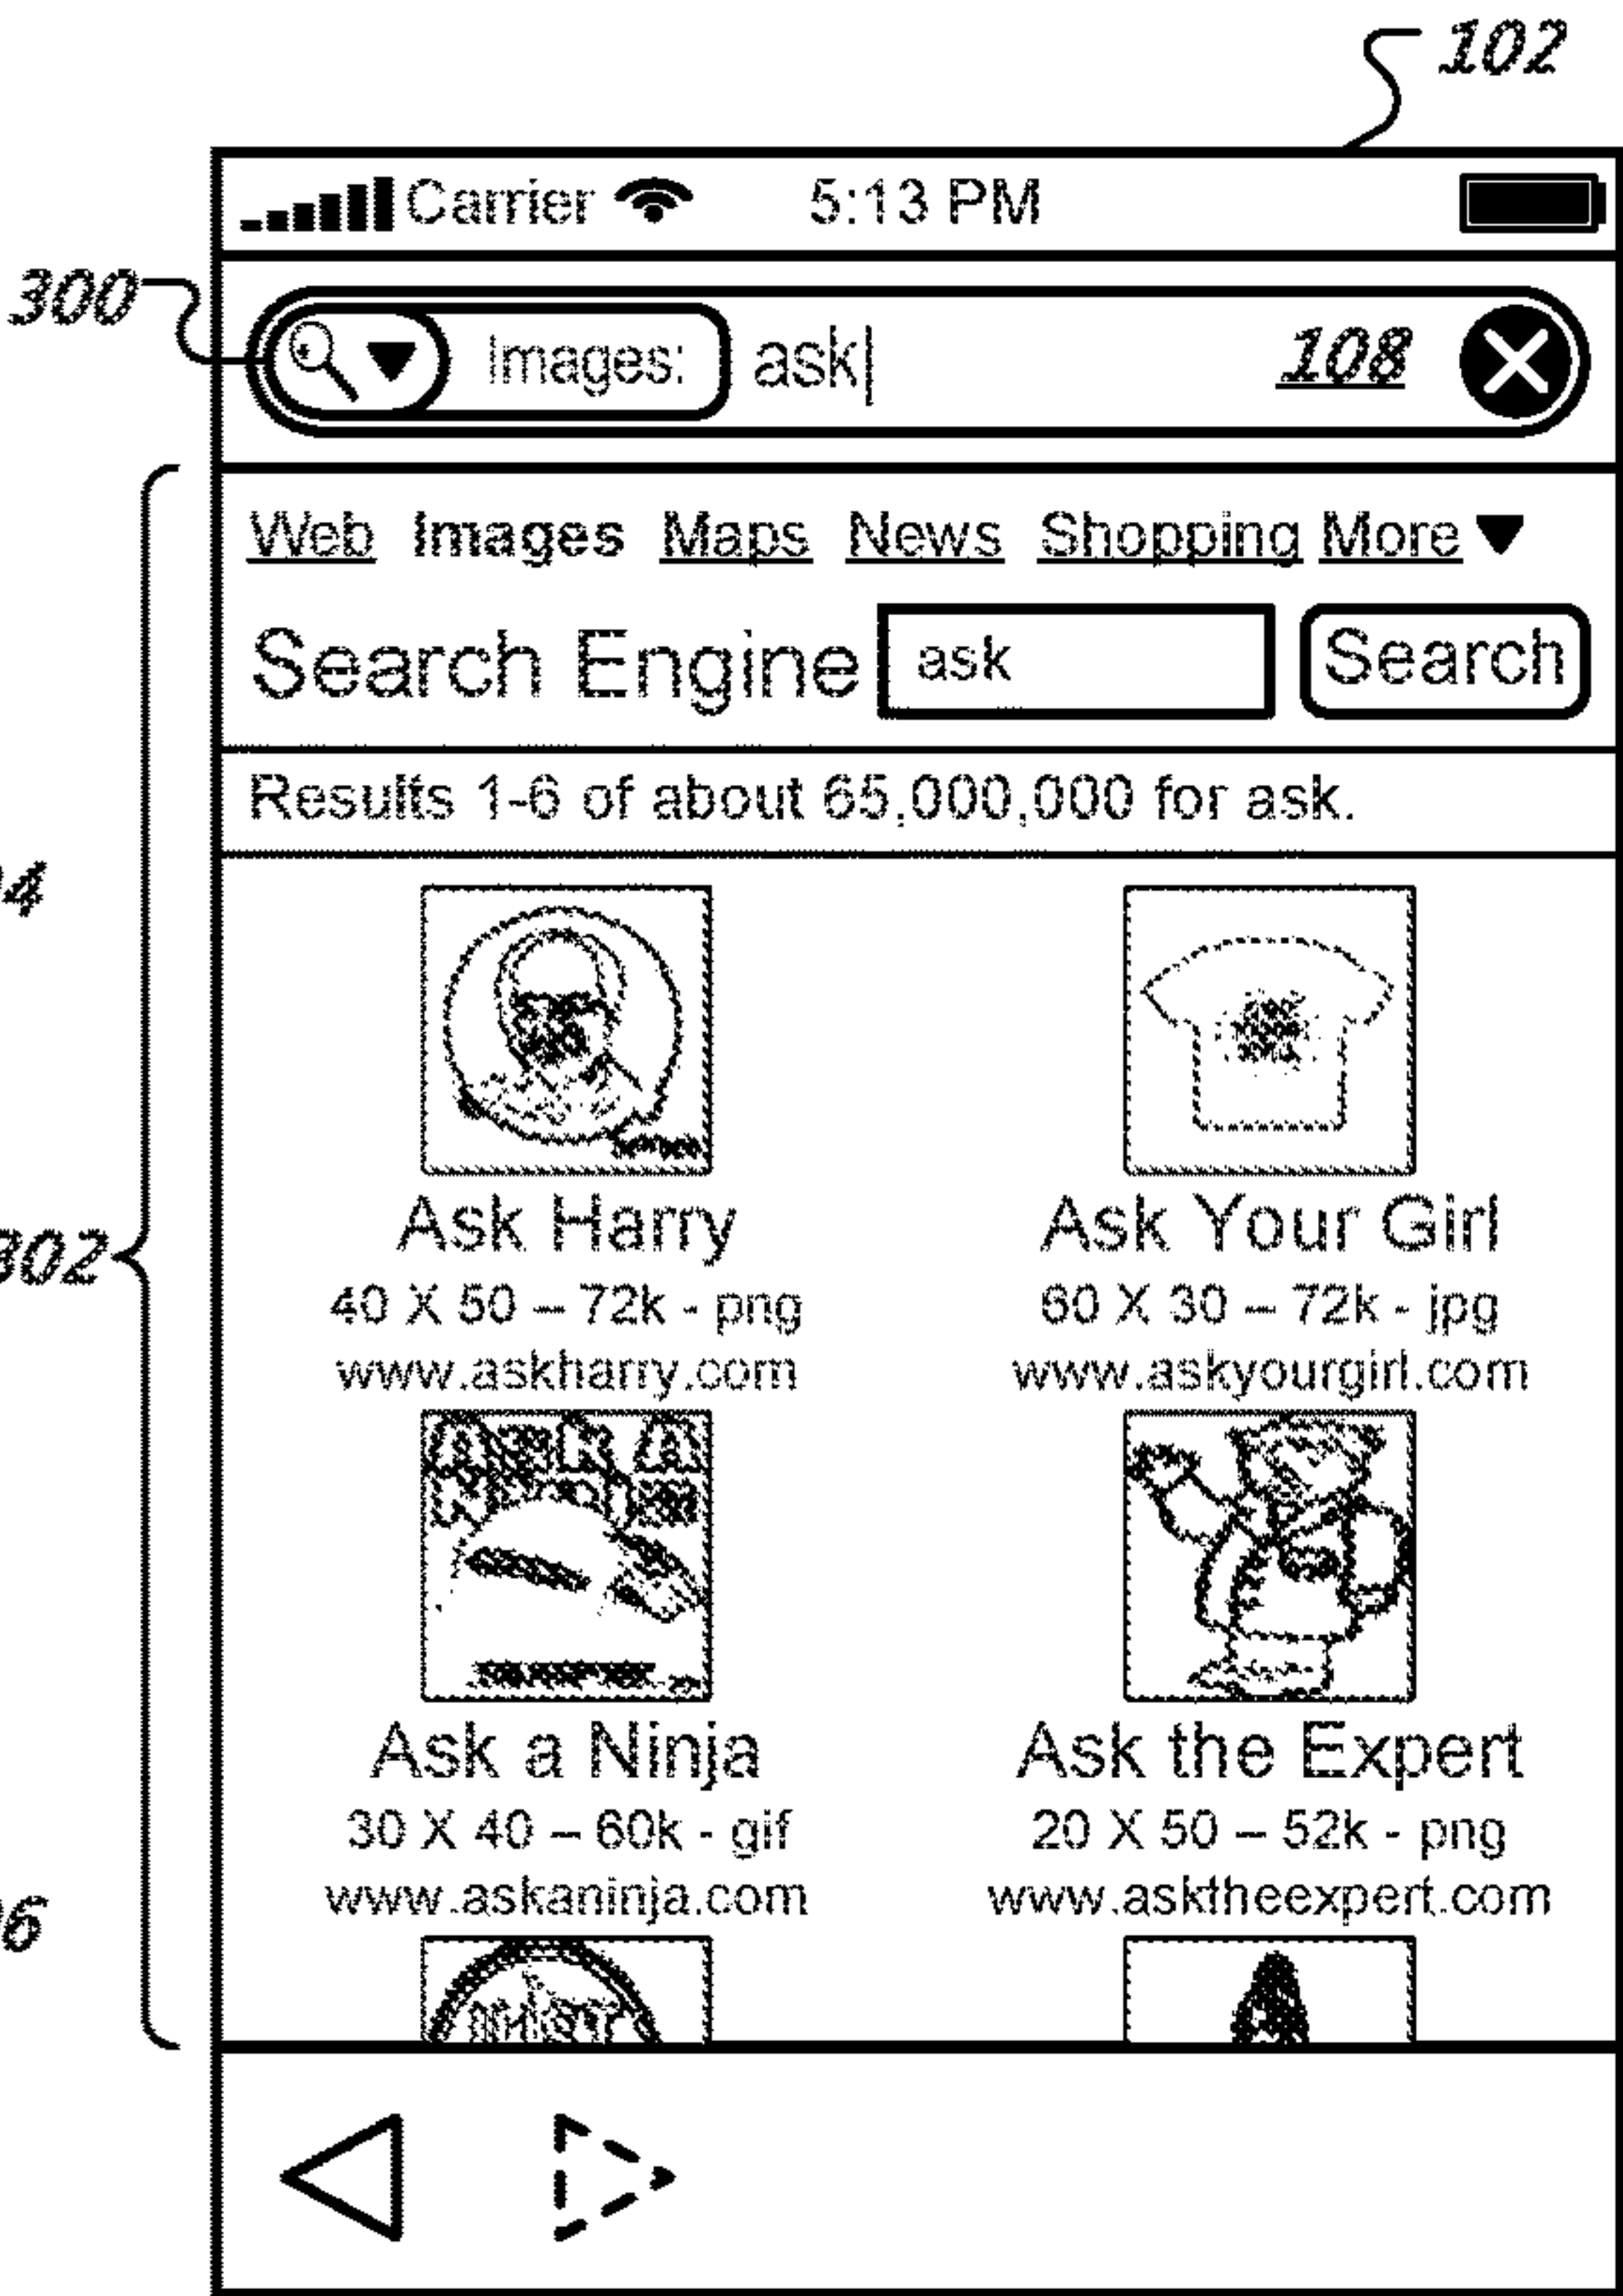 102
Carrier 5:13 PM
300
Images: ask 108
Web Images Maps News Shopping More
Search Engine ask Search
Results 1-6 of about 65,000,000 for ask.
Ask Harry Ask Your Girl
40 X 50 – 72k - png 60 X 30 – 72k - jpg
www.askharry.com www.askyourgirl.com
302
Ask a Ninja Ask the Expert
30 X 40 – 60k - gif 20 X 50 – 52k - png
www.askaninja.com www.asktheexpert.com